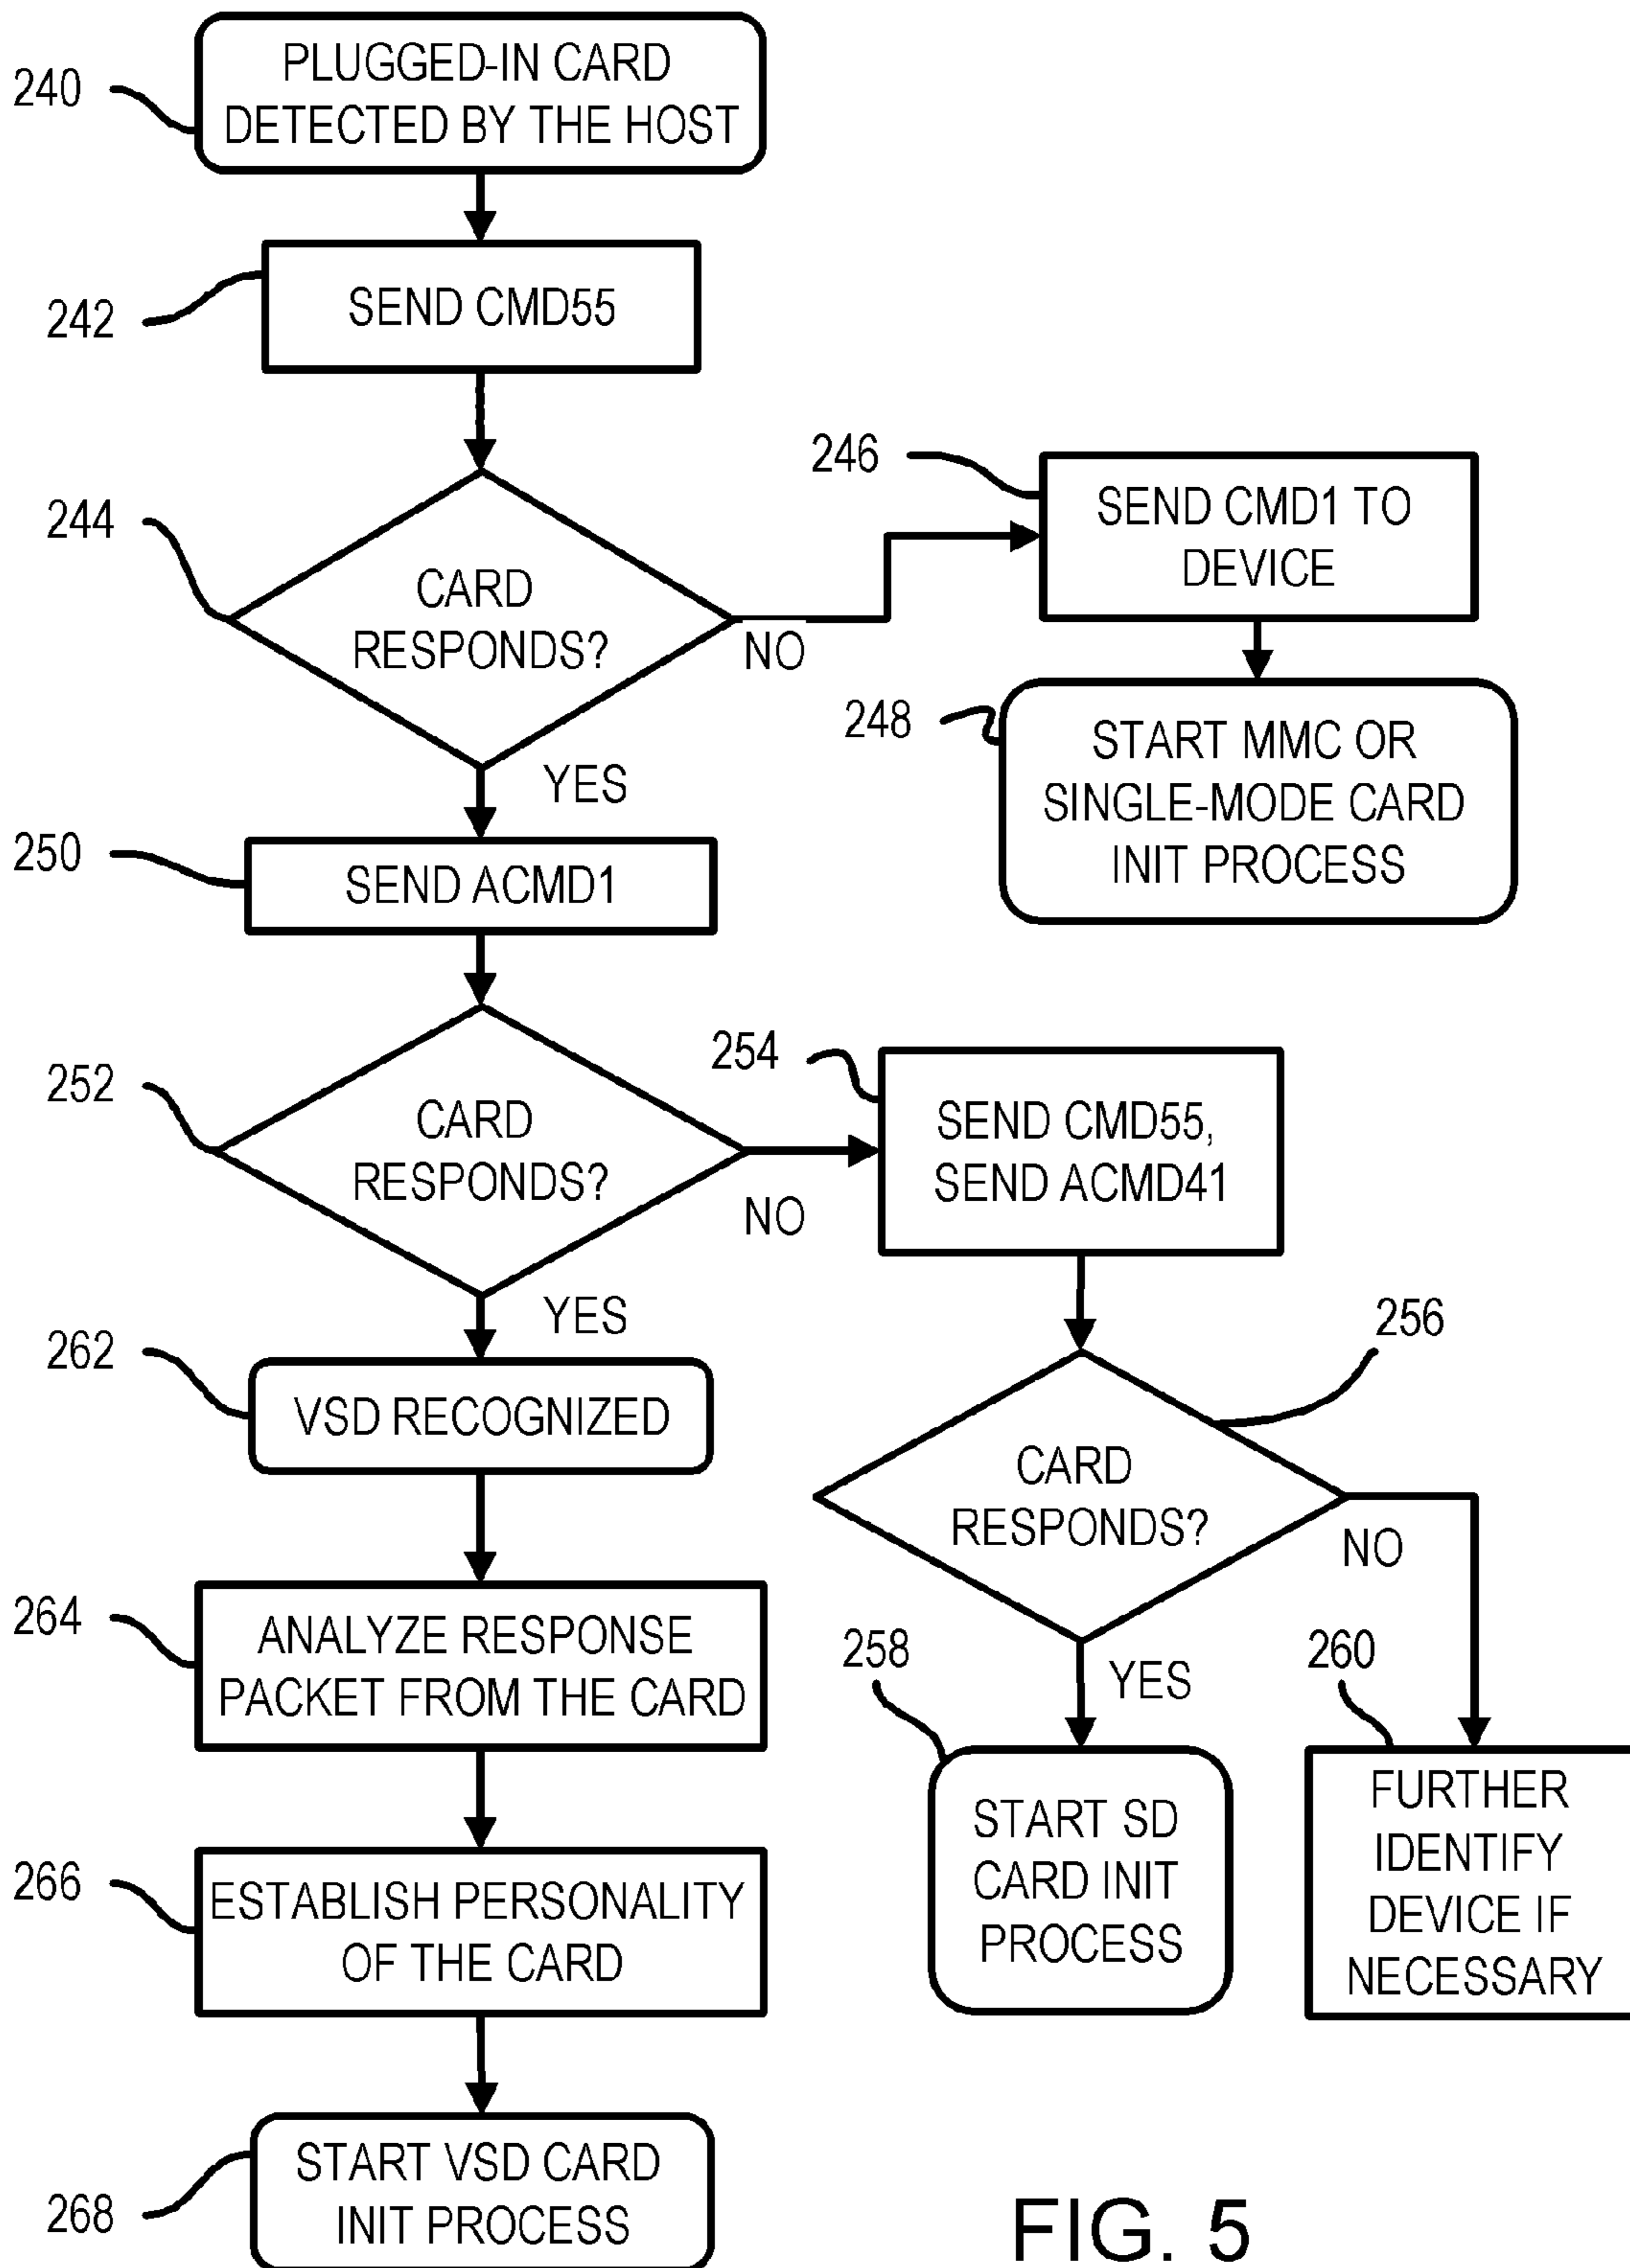 240
PLUGGED-IN CARD
DETECTED BY THE HOST
242
SEND CMD55
244
CARD
RESPONDS?
NO
YES
246
SEND CMD1 TO
DEVICE
248
START MMC OR
SINGLE-MODE CARD
INIT PROCESS
250
SEND ACMD1
252
CARD
RESPONDS?
NO
YES
254
SEND CMD55,
SEND ACMD41
256
CARD
RESPONDS?
NO
YES
258
START SD
CARD INIT
PROCESS
260
FURTHER
IDENTIFY
DEVICE IF
NECESSARY
262
VSD RECOGNIZED
264
ANALYZE RESPONSE
PACKET FROM THE CARD
266
ESTABLISH PERSONALITY
OF THE CARD
268
START VSD CARD
INIT PROCESS
FIG. 5